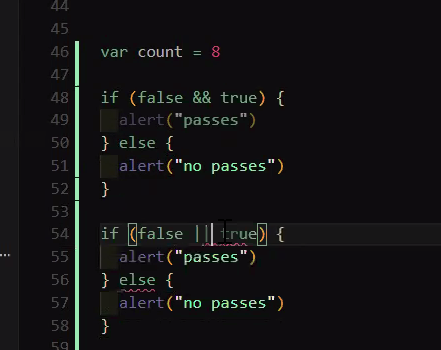 44
45
46 var count = 8
47
48 if (false && true) {
49 alert("passes")
50 } else {
51 alert("no passes")
52 }
53
54 if (false || true) {
55 alert("passes")
56 } else {
57 alert("no passes")
58 }
59